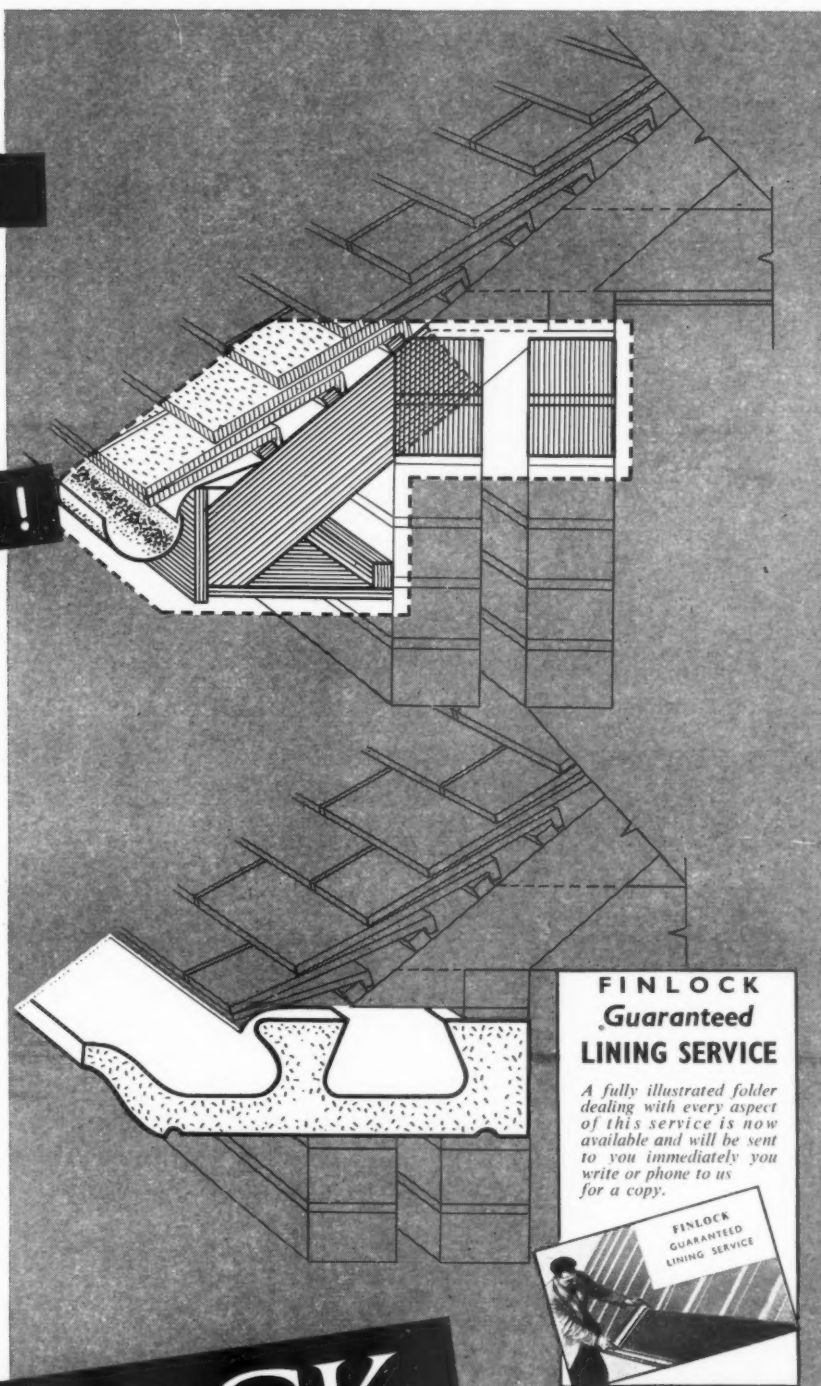 !
FINLOCK
Guaranteed
LINING SERVICE
A fully illustrated folder
dealing with every aspect
of this service is now
available and will be sent
to you immediately you
write or phone to us
for a copy.
FINLOCK
GUARANTEED
LINING SERVICE
CK